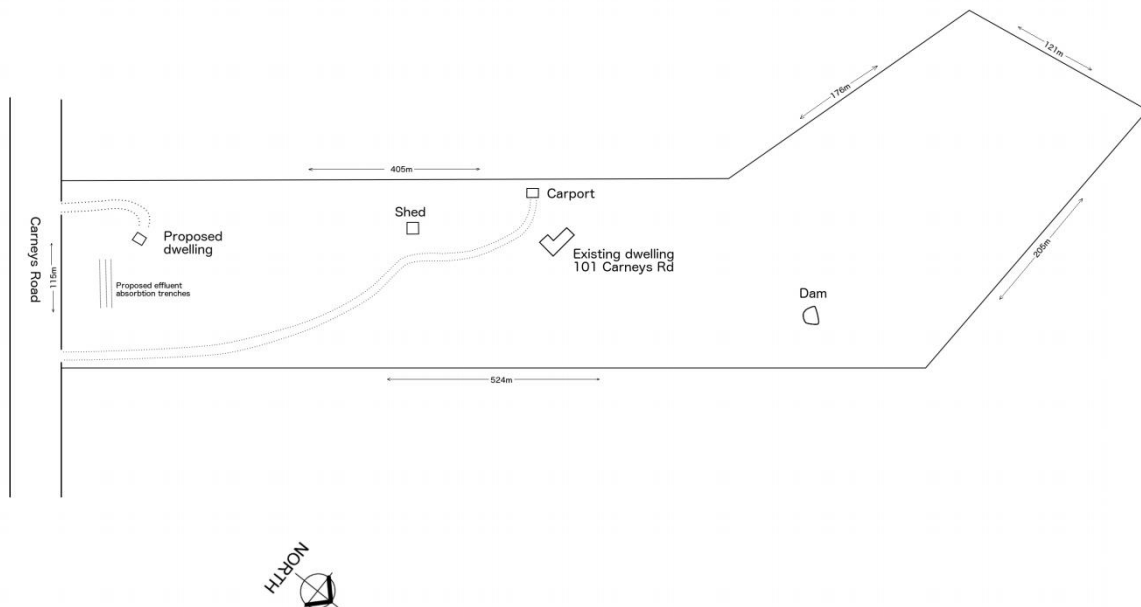 121m
176m
405m
Carport
Shed
Carneys Road
115m
Proposed
dwelling
Existing dwelling
101 Carneys Rd
205m
Proposed effluent
absorbtion trenches
Dam
524m
NORTH